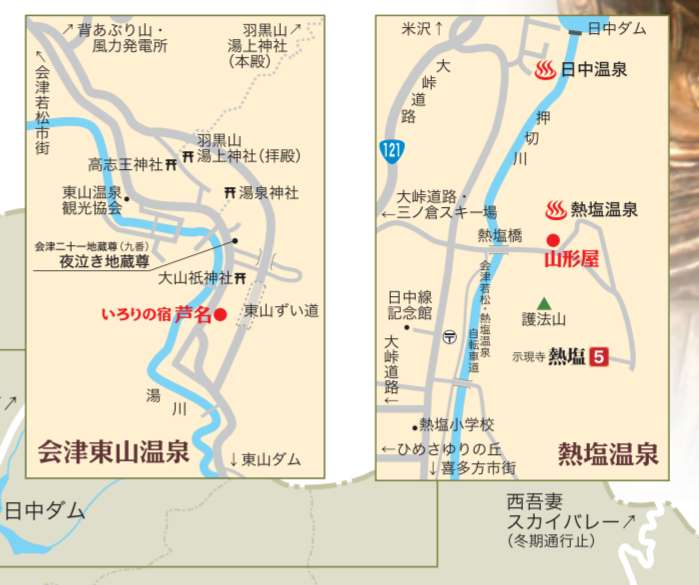 ↗背あぶり山・
風力発電所
羽黒山↗
湯上神社
（本殿）
↖会津若松市街
羽黒山
湯上神社（拝殿）
高志王神社
湯泉神社
東山温泉
観光協会
会津二十一地蔵尊（九番）
夜泣き地蔵尊
大山祇神社
いろりの宿 芦名
東山ずい道
湯川
会津東山温泉
↓東山ダム
米沢↑
日中ダム
大峠道路
日中温泉
押切川
121
大峠道路・
←三ノ倉スキー場
熱塩温泉
熱塩橋
山形屋
会津若松・熱塩温泉
自転車道
日中線
記念館
護法山
示現寺 熱塩 5
大峠道路←
熱塩小学校
←ひめさゆりの丘
↓喜多方市街
熱塩温泉
日中ダム
西吾妻
スカイバレー↗
（冬期通行止）